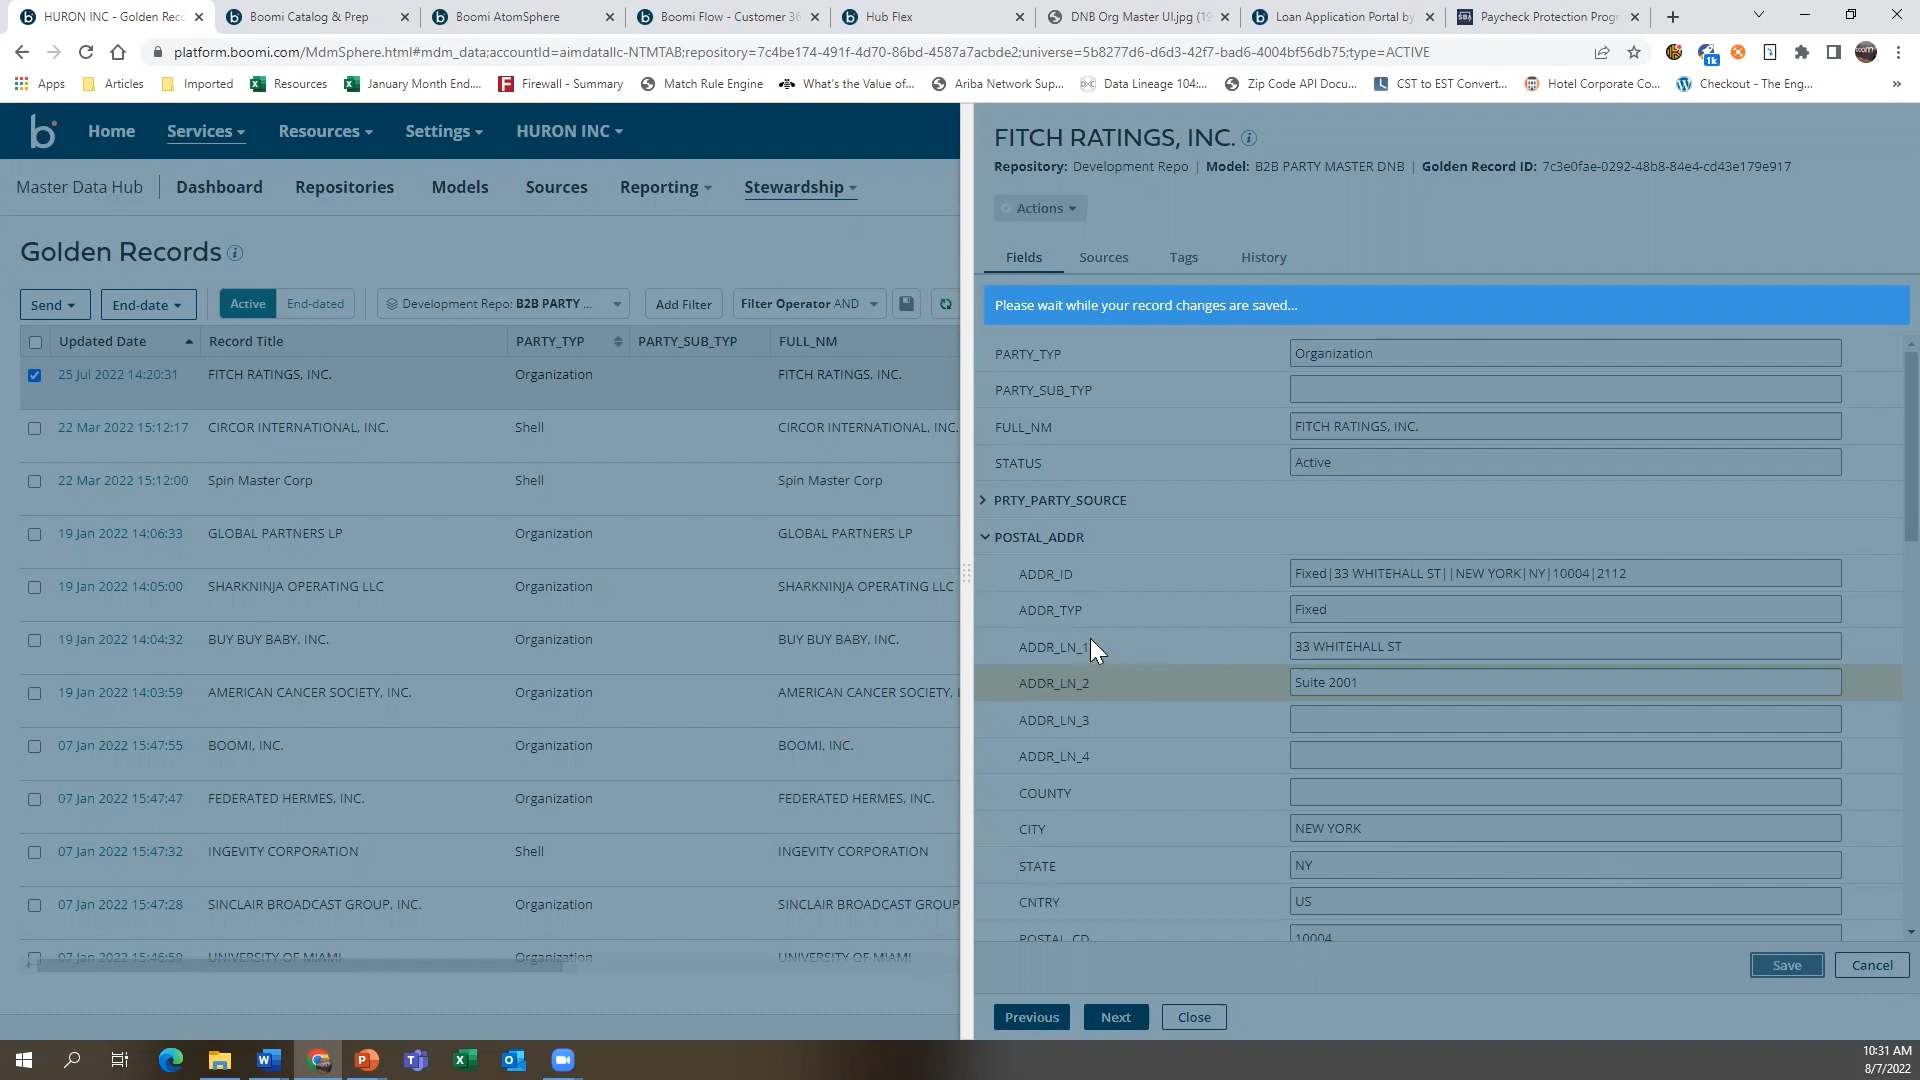 HURON INC - Golden Rec
Boomi Catalog & Prep
Boomi AtomSphere
Boomi Flow - Customer 36
Hub Flex
DNB Org Master UI.jpg (19
Loan Application Portal by
Paycheck Protection Progr
platform.boomi.com/MdmSphere.html#mdm_data;accountId=aimdatallc-NTMTAB;repository=7c4be174-491f-4d70-86bd-4587a7acbde2;universe=5b8277d6-d6d3-42f7-bad6-4004bf56db75;type=ACTIVE
1k
Apps
Articles
Imported
Resources
January Month End....
Firewall - Summary
Match Rule Engine
What's the Value of...
Ariba Network Sup...
Data Lineage 104:...
Zip Code API Docu...
CST to EST Convert...
Hotel Corporate Co...
Checkout - The Eng...
Home
Services
Resources
Settings
HURON INC
Master Data Hub
Dashboard
Repositories
Models
Sources
Reporting
Stewardship
Golden Records
Send
End-date
Active
End-dated
Development Repo: B2B PARTY ...
Add Filter
Filter Operator AND
Updated Date Record Title PARTY_TYP PARTY_SUB_TYP FULL_NM
25 Jul 2022 14:20:31 FITCH RATINGS, INC. Organization FITCH RATINGS, INC.
22 Mar 2022 15:12:17 CIRCOR INTERNATIONAL, INC. Shell CIRCOR INTERNATIONAL, INC.
22 Mar 2022 15:12:00 Spin Master Corp Shell Spin Master Corp
19 Jan 2022 14:06:33 GLOBAL PARTNERS LP Organization GLOBAL PARTNERS LP
19 Jan 2022 14:05:00 SHARKNINJA OPERATING LLC Organization SHARKNINJA OPERATING LLC
19 Jan 2022 14:04:32 BUY BUY BABY, INC. Organization BUY BUY BABY, INC.
19 Jan 2022 14:03:59 AMERICAN CANCER SOCIETY, INC. Organization AMERICAN CANCER SOCIETY, I
07 Jan 2022 15:47:55 BOOMI, INC. Organization BOOMI, INC.
07 Jan 2022 15:47:47 FEDERATED HERMES, INC. Organization FEDERATED HERMES, INC.
07 Jan 2022 15:47:32 INGEVITY CORPORATION Shell INGEVITY CORPORATION
07 Jan 2022 15:47:28 SINCLAIR BROADCAST GROUP, INC. Organization SINCLAIR BROADCAST GROUP
07 Jan 2022 15:46:59 UNIVERSITY OF MIAMI Organization UNIVERSITY OF MIAMI
FITCH RATINGS, INC.
Repository: Development Repo | Model: B2B PARTY MASTER DNB | Golden Record ID: 7c3e0fae-0292-48b8-84e4-cd43e179e917
Actions
Fields
Sources
Tags
History
Please wait while your record changes are saved...
PARTY_TYP Organization
PARTY_SUB_TYP
FULL_NM FITCH RATINGS, INC.
STATUS Active
PRTY_PARTY_SOURCE
POSTAL_ADDR
ADDR_ID Fixed|33 WHITEHALL ST||NEW YORK|NY|10004|2112
ADDR_TYP Fixed
ADDR_LN_1 33 WHITEHALL ST
ADDR_LN_2 Suite 2001
ADDR_LN_3
ADDR_LN_4
COUNTY
CITY NEW YORK
STATE NY
CNTRY US
POSTAL_CD 10004
Save
Cancel
Previous
Next
Close
10:31 AM
8/7/2022